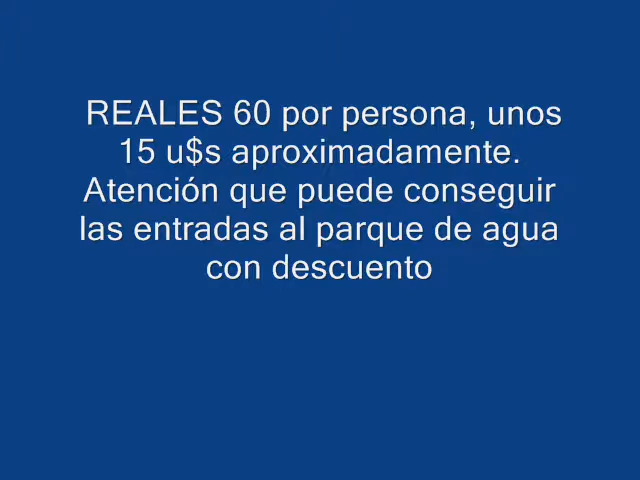 REALES 60 por persona, unos
15 u$s aproximadamente.
Atención que puede conseguir
las entradas al parque de agua
con descuento